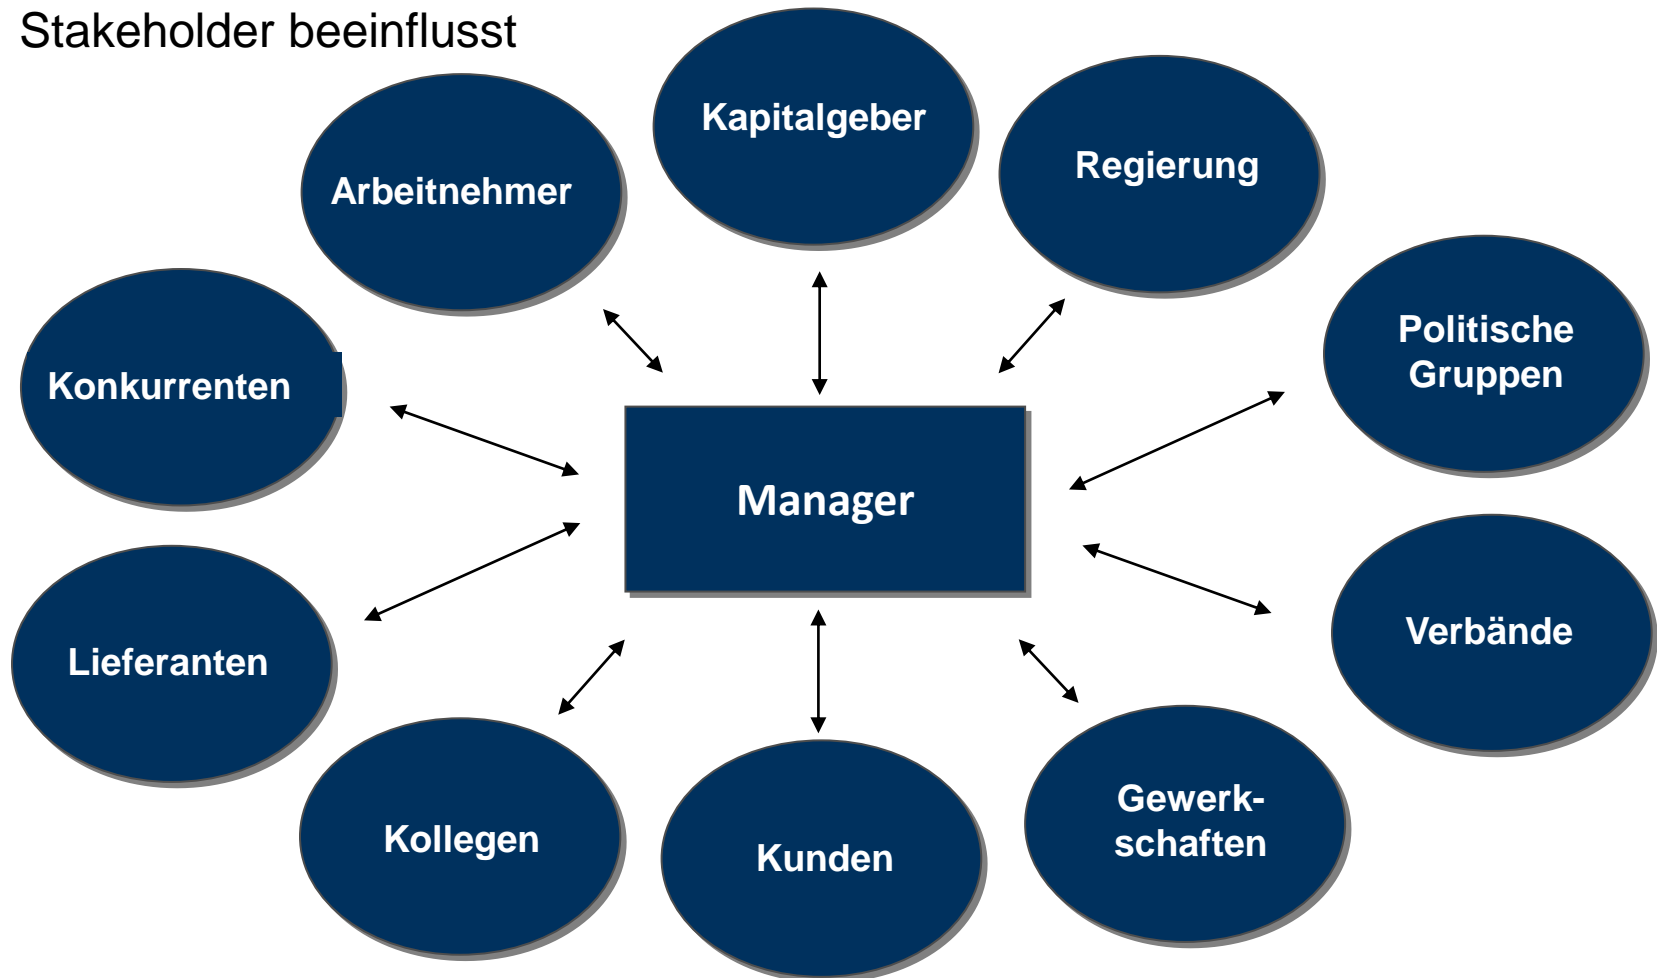 Stakeholder beeinflusst
Kapitalgeber
Regierung
Arbeitnehmer
Politische
Gruppen
Konkurrenten
Manager
Verbände
Lieferanten
Gewerk-
schaften
Kollegen
Kunden